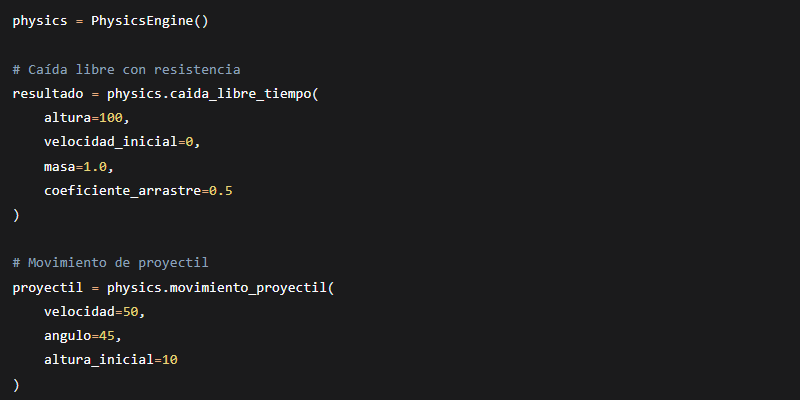 physics = PhysicsEngine()
# Caída libre con resistencia
resultado = physics.caida_libre_tiempo(
    altura=100,
    velocidad_inicial=0,
    masa=1.0,
    coeficiente_arrastre=0.5
)
# Movimiento de proyectil
proyectil = physics.movimiento_proyectil(
    velocidad=50,
    angulo=45,
    altura_inicial=10
)